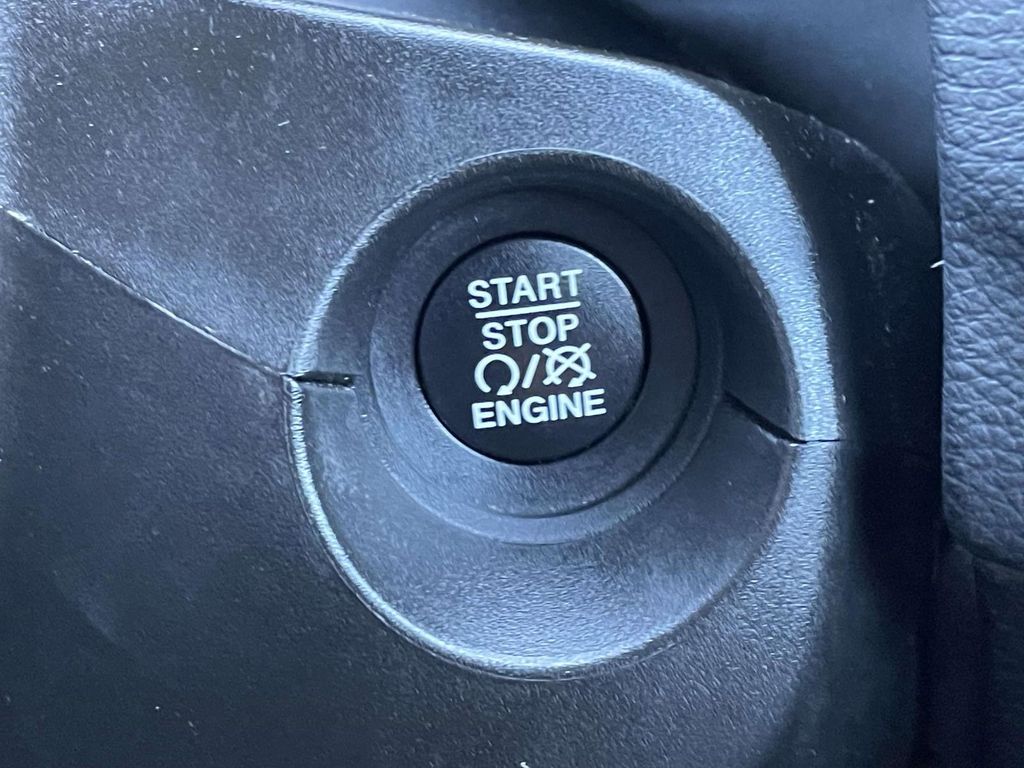 START
STOP
/
ENGINE